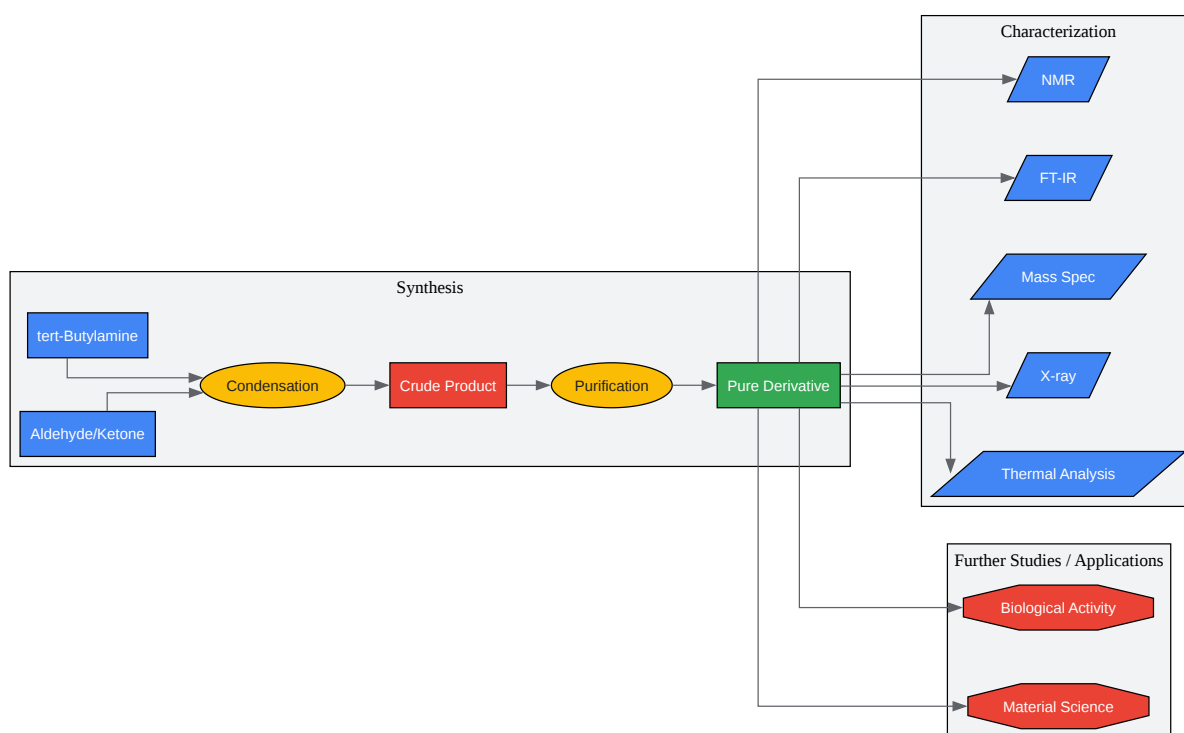 Characterization
NMR
FT-IR
Mass Spec
X-ray
Thermal Analysis
Synthesis
tert-Butylamine
Aldehyde/Ketone
Condensation
Crude Product
Purification
Pure Derivative
Further Studies / Applications
Biological Activity
Material Science